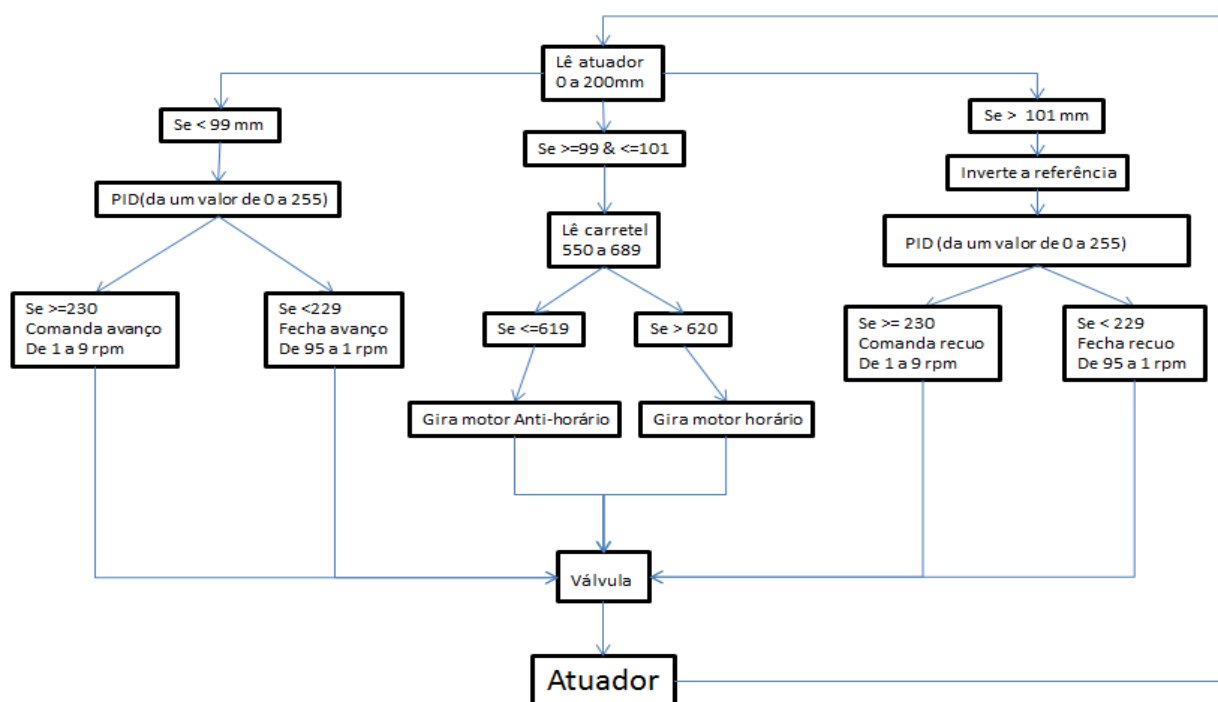 Lê atuador
0 a 200mm
Se < 99 mm
Se >=99 & <=101
Se > 101 mm
Inverte a referência
PID(da um valor de 0 a 255)
Lê carretel
550 a 689
PID (da um valor de 0 a 255)
Se >=230
Comanda avanço
De 1 a 9 rpm
Se <229
Fecha avanço
De 95 a 1 rpm
Se <=619
Se > 620
Se >= 230
Comanda recuo
De 1 a 9 rpm
Se < 229
Fecha recuo
De 95 a 1 rpm
Gira motor Anti-horário
Gira motor horário
Válvula
Atuador